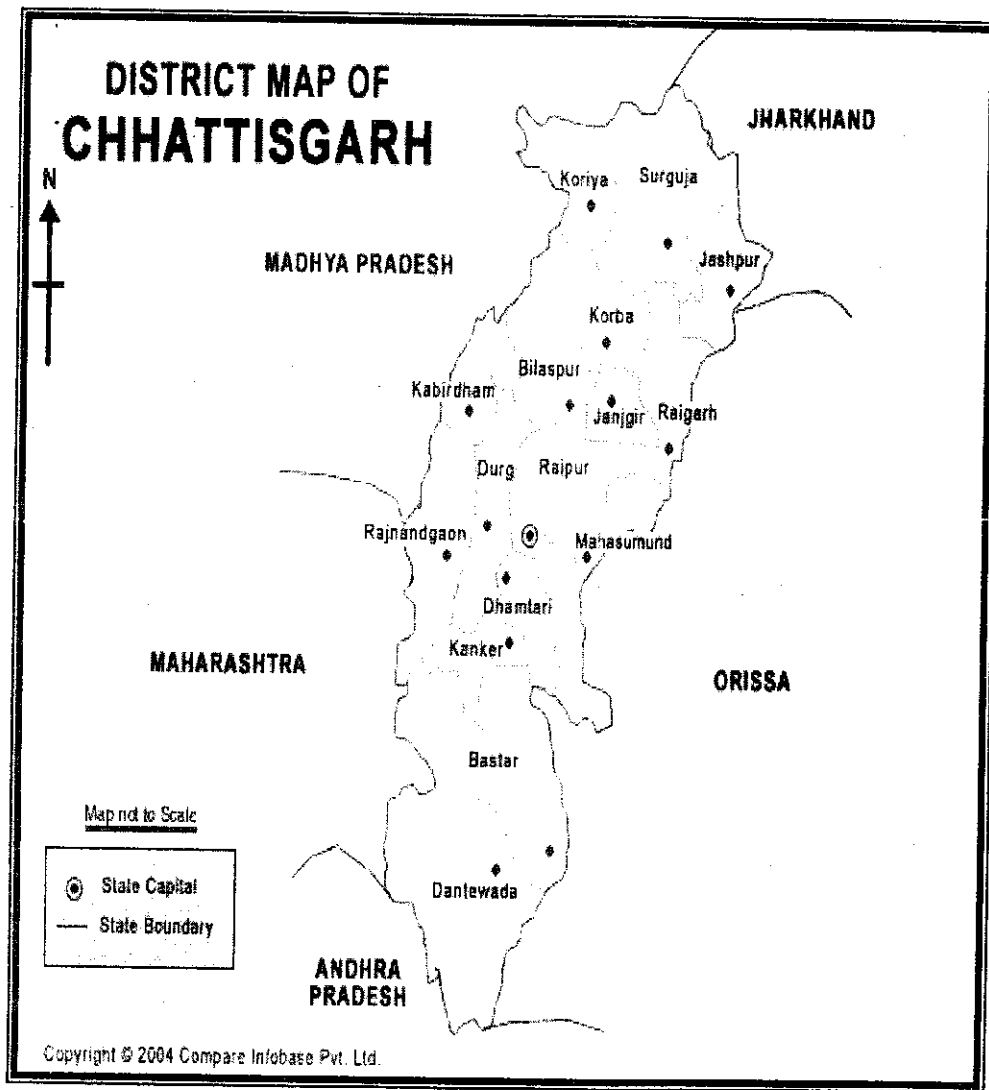 DISTRICT MAP OF
CHHATTISGARH
N
JHARKHAND
Koriya
Surguja
MADHYA PRADESH
Jashpur
Korba
Bilaspur
Kabirdham
Janjgir
Raigarh
Durg
Raipur
Rajnandgaon
Mahasumund
Dhamtari
Kanker
MAHARASHTRA
ORISSA
Bastar
Map not to Scale
State Capital
Dantewada
State Boundary
ANDHRA
PRADESH
Copyright © 2004 Compare Infobase Pvt. Ltd.